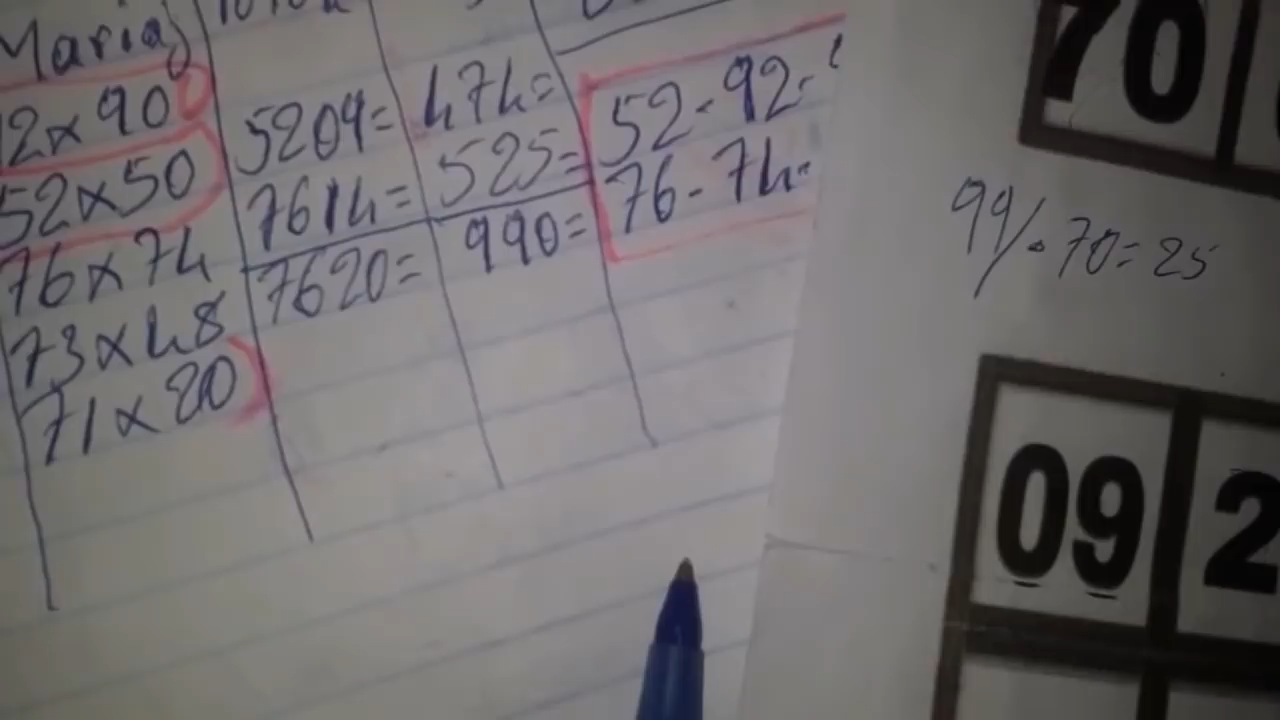 Maria
2x90
52x50
76x74
73x48
71x20
5204=
7614=
7620=
474=
525=
990=
52-92-
76-74-
70
99/.70=25
09 2